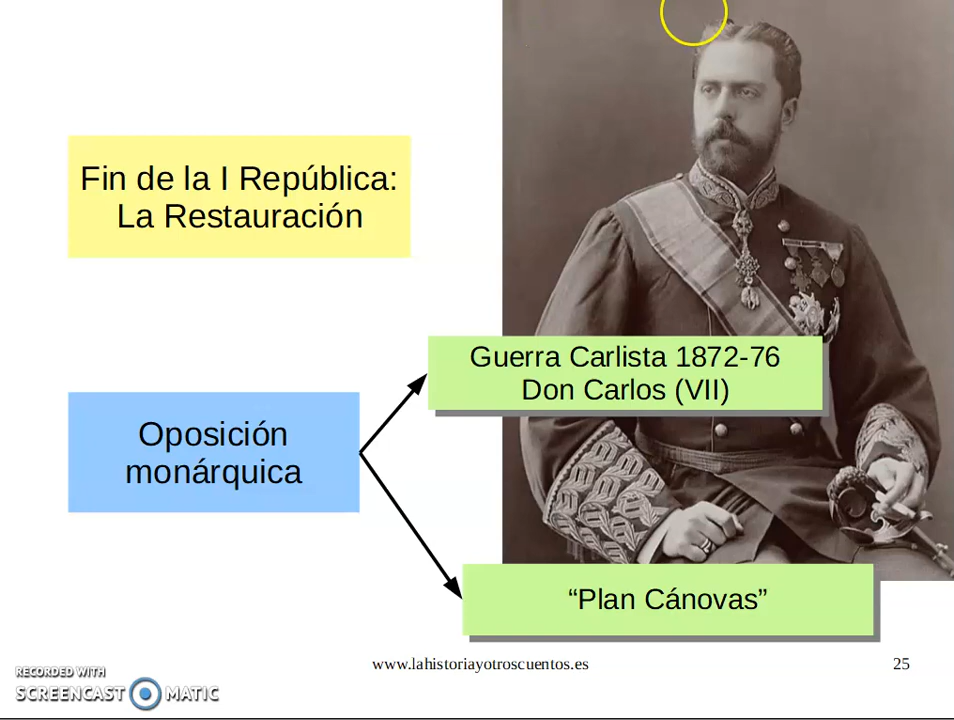 Fin de la I República:
La Restauración
Guerra Carlista 1872-76
Don Carlos (VII)
Oposición
monárquica
“Plan Cánovas”
www.lahistoriayotroscuentos.es
25
RECORDED WITH
SCREENCAST MATIC